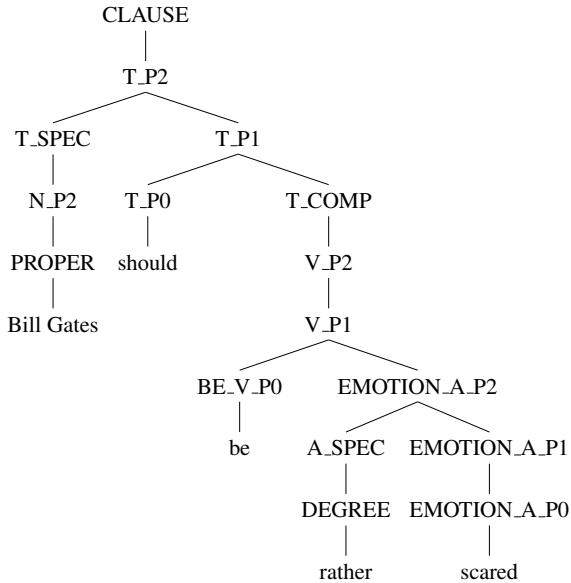 CLAUSE
T_P2
T_SPEC T_P1
N_P2 T_P0 T_COMP
PROPER should V_P2
Bill Gates V_P1
BE_V_P0 EMOTION_A_P2
be A_SPEC EMOTION_A_P1
DEGREE EMOTION_A_P0
rather scared